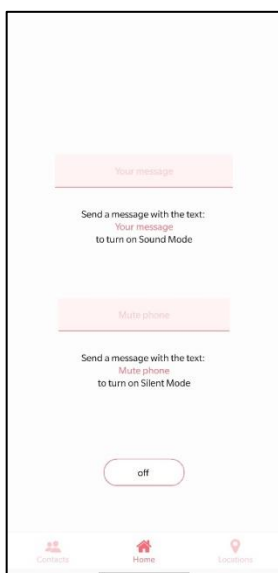 Your message
Send a message with the text:
Your message
to turn on Sound Mode
Mute phone
Send a message with the text:
Mute phone
to turn on Silent Mode
off
Contacts
Home
Locations